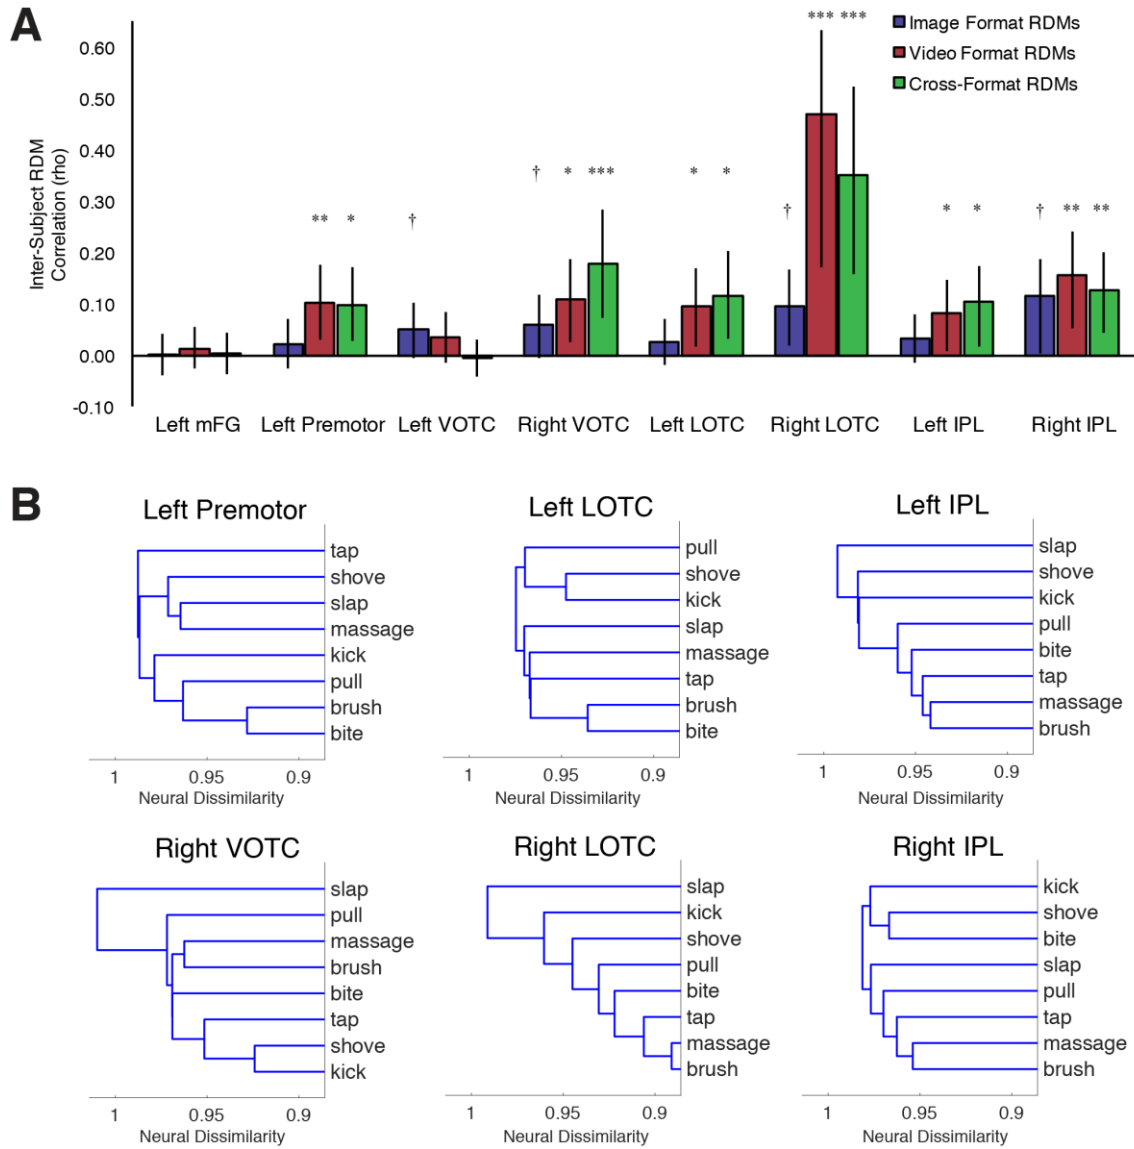 A
*** ***
Image Format RDMs
Video Format RDMs
Cross-Format RDMs
Inter-Subject RDM
Correlation (rho)
0.60
0.50
0.40
0.30
0.20
0.10
0.00
-0.10
** *
†
† * ***
* *
†
* *
† ** **
Left mFG Left Premotor Left VOTC Right VOTC Left LOTC Right LOTC Left IPL Right IPL
B
Left Premotor
tap
shove
slap
massage
kick
pull
brush
bite
1 0.95 0.9
Neural Dissimilarity
Left LOTC
pull
shove
kick
slap
massage
tap
brush
bite
1 0.95 0.9
Neural Dissimilarity
Left IPL
slap
shove
kick
pull
bite
tap
massage
brush
1 0.95 0.9
Neural Dissimilarity
Right VOTC
slap
pull
massage
brush
bite
tap
shove
kick
1 0.95 0.9
Neural Dissimilarity
Right LOTC
slap
kick
shove
pull
bite
tap
massage
brush
1 0.95 0.9
Neural Dissimilarity
Right IPL
kick
shove
bite
slap
pull
tap
massage
brush
1 0.95 0.9
Neural Dissimilarity